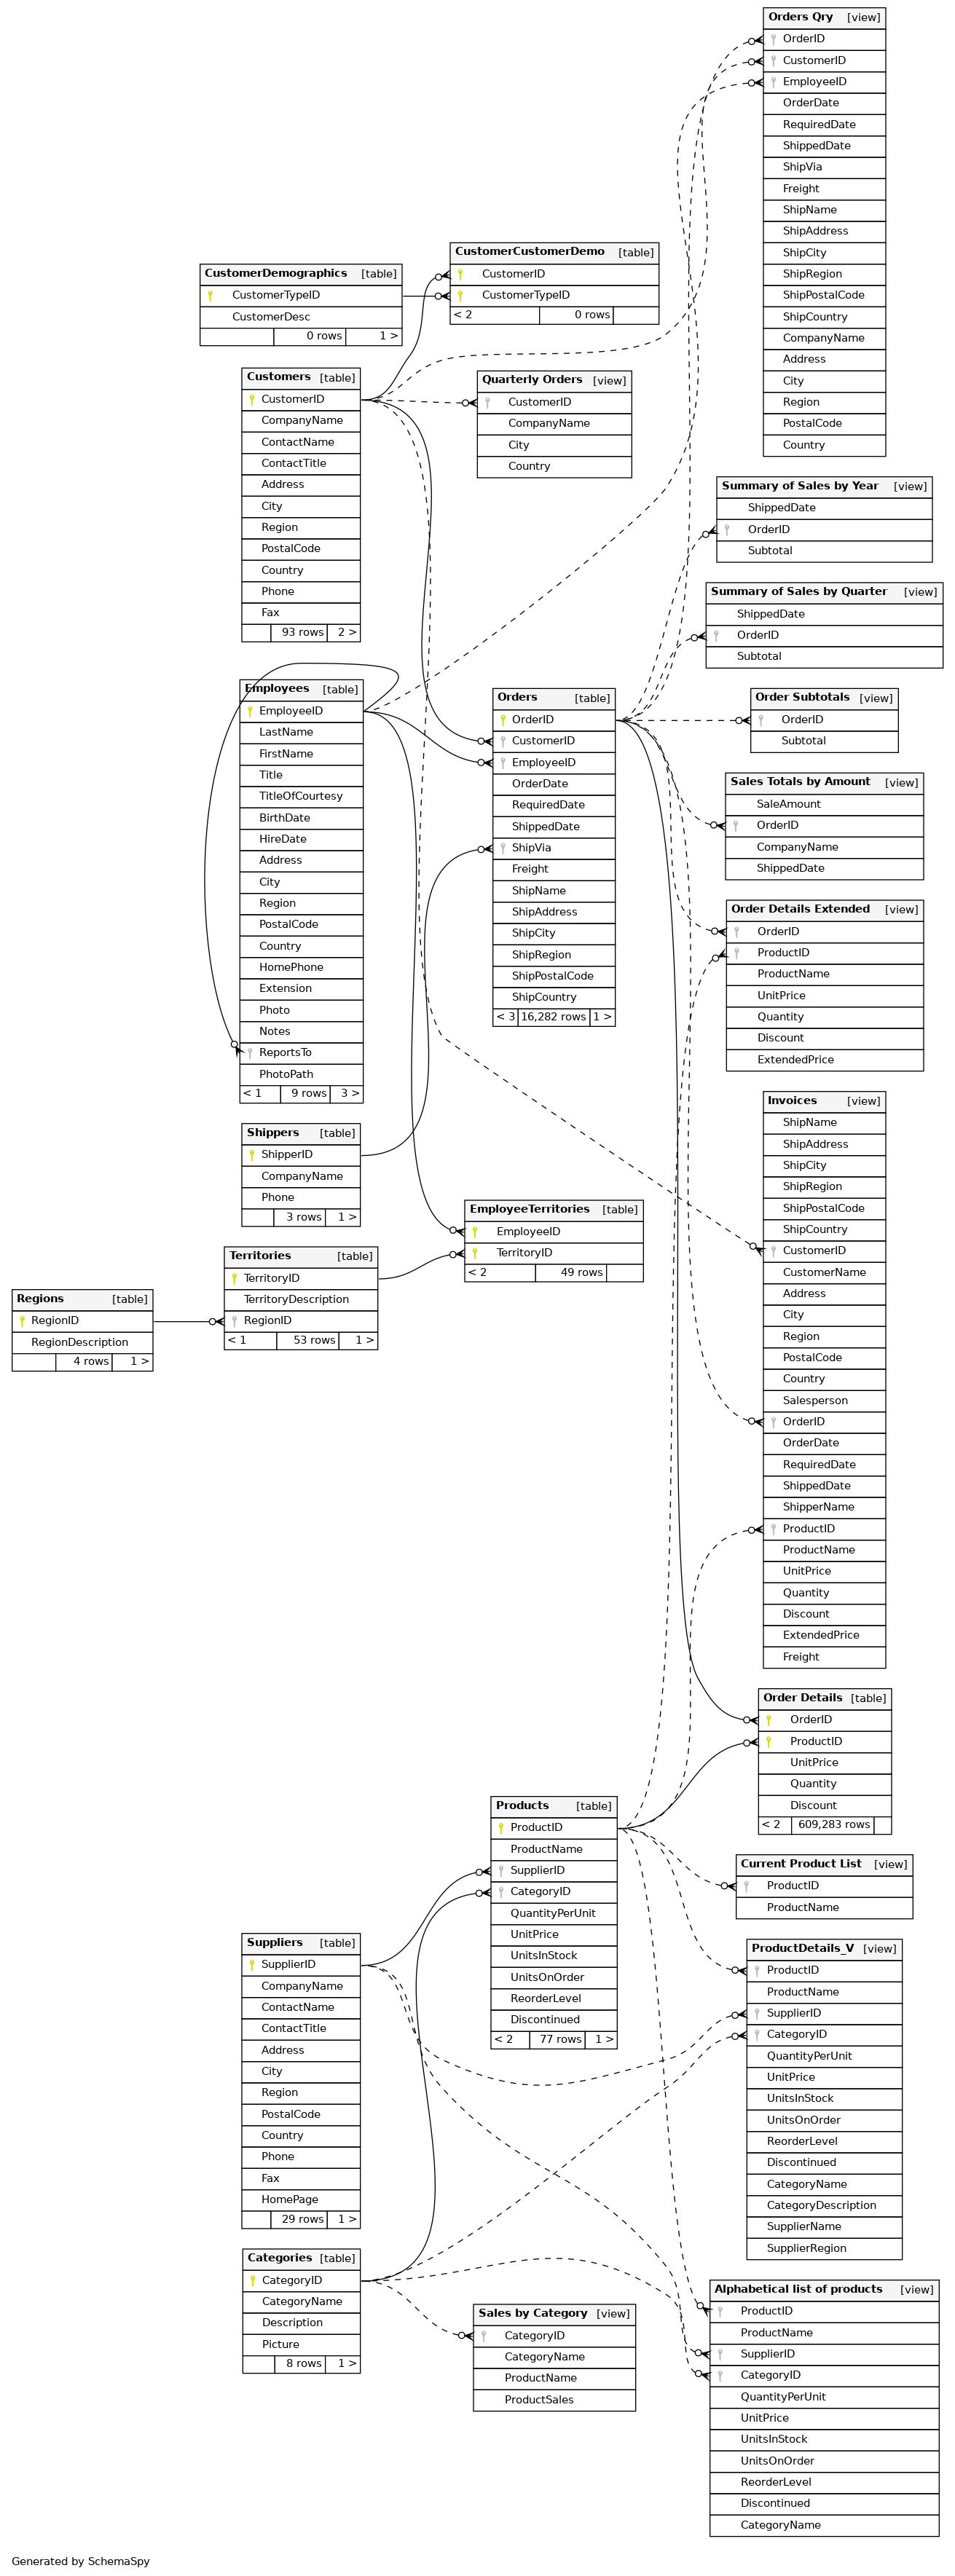 Orders Qry [view]
OrderID
CustomerID
EmployeeID
OrderDate
RequiredDate
ShippedDate
ShipVia
Freight
ShipName
ShipAddress
ShipCity
ShipRegion
ShipPostalCode
ShipCountry
CompanyName
Address
City
Region
PostalCode
Country
CustomerDemographics [table]
CustomerTypeID
CustomerDesc
0 rows 1 >
CustomerCustomerDemo [table]
CustomerID
CustomerTypeID
< 2 0 rows
Customers [table]
CustomerID
CompanyName
ContactName
ContactTitle
Address
City
Region
PostalCode
Country
Phone
Fax
93 rows 2 >
Quarterly Orders [view]
CustomerID
CompanyName
City
Country
Summary of Sales by Year [view]
ShippedDate
OrderID
Subtotal
Summary of Sales by Quarter [view]
ShippedDate
OrderID
Subtotal
Employees [table]
EmployeeID
LastName
FirstName
Title
TitleOfCourtesy
BirthDate
HireDate
Address
City
Region
PostalCode
Country
HomePhone
Extension
Photo
Notes
ReportsTo
PhotoPath
< 1 9 rows 3 >
Orders [table]
OrderID
CustomerID
EmployeeID
OrderDate
RequiredDate
ShippedDate
ShipVia
Freight
ShipName
ShipAddress
ShipCity
ShipRegion
ShipPostalCode
ShipCountry
< 3 16,282 rows 1 >
Order Subtotals [view]
OrderID
Subtotal
Sales Totals by Amount [view]
SaleAmount
OrderID
CompanyName
ShippedDate
Order Details Extended [view]
OrderID
ProductID
ProductName
UnitPrice
Quantity
Discount
ExtendedPrice
Shippers [table]
ShipperID
CompanyName
Phone
3 rows 1 >
EmployeeTerritories [table]
EmployeeID
TerritoryID
< 2 49 rows
Territories [table]
TerritoryID
TerritoryDescription
RegionID
< 1 53 rows 1 >
Regions [table]
RegionID
RegionDescription
4 rows 1 >
Invoices [view]
ShipName
ShipAddress
ShipCity
ShipRegion
ShipPostalCode
ShipCountry
CustomerID
CustomerName
Address
City
Region
PostalCode
Country
Salesperson
OrderID
OrderDate
RequiredDate
ShippedDate
ShipperName
ProductID
ProductName
UnitPrice
Quantity
Discount
ExtendedPrice
Freight
Order Details [table]
OrderID
ProductID
UnitPrice
Quantity
Discount
< 2 609,283 rows
Products [table]
ProductID
ProductName
SupplierID
CategoryID
QuantityPerUnit
UnitPrice
UnitsInStock
UnitsOnOrder
ReorderLevel
Discontinued
< 2 77 rows 1 >
Current Product List [view]
ProductID
ProductName
Suppliers [table]
SupplierID
CompanyName
ContactName
ContactTitle
Address
City
Region
PostalCode
Country
Phone
Fax
HomePage
29 rows 1 >
ProductDetails_V [view]
ProductID
ProductName
SupplierID
CategoryID
QuantityPerUnit
UnitPrice
UnitsInStock
UnitsOnOrder
ReorderLevel
Discontinued
CategoryName
CategoryDescription
SupplierName
SupplierRegion
Categories [table]
CategoryID
CategoryName
Description
Picture
8 rows 1 >
Sales by Category [view]
CategoryID
CategoryName
ProductName
ProductSales
Alphabetical list of products [view]
ProductID
ProductName
SupplierID
CategoryID
QuantityPerUnit
UnitPrice
UnitsInStock
UnitsOnOrder
ReorderLevel
Discontinued
CategoryName
Generated by SchemaSpy